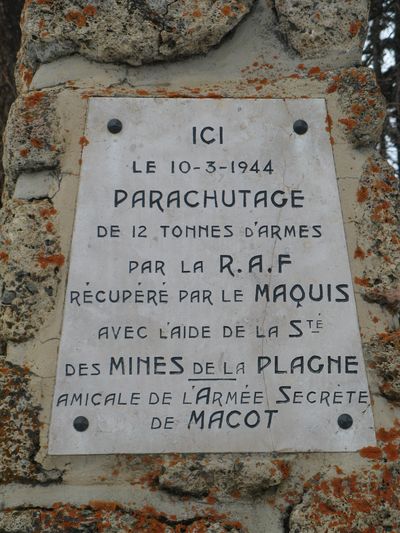 ICI
LE 10-3-1944
PARACHUTAGE
DE 12 TONNES D'ARMES
PAR LA R.A.F
RÉCUPÉRÉ PAR LE MAQUIS
AVEC L'AIDE DE LA STÉ
DES MINES DE LA PLAGNE
AMICALE DE L'ARMÉE SECRÈTE
DE MACOT